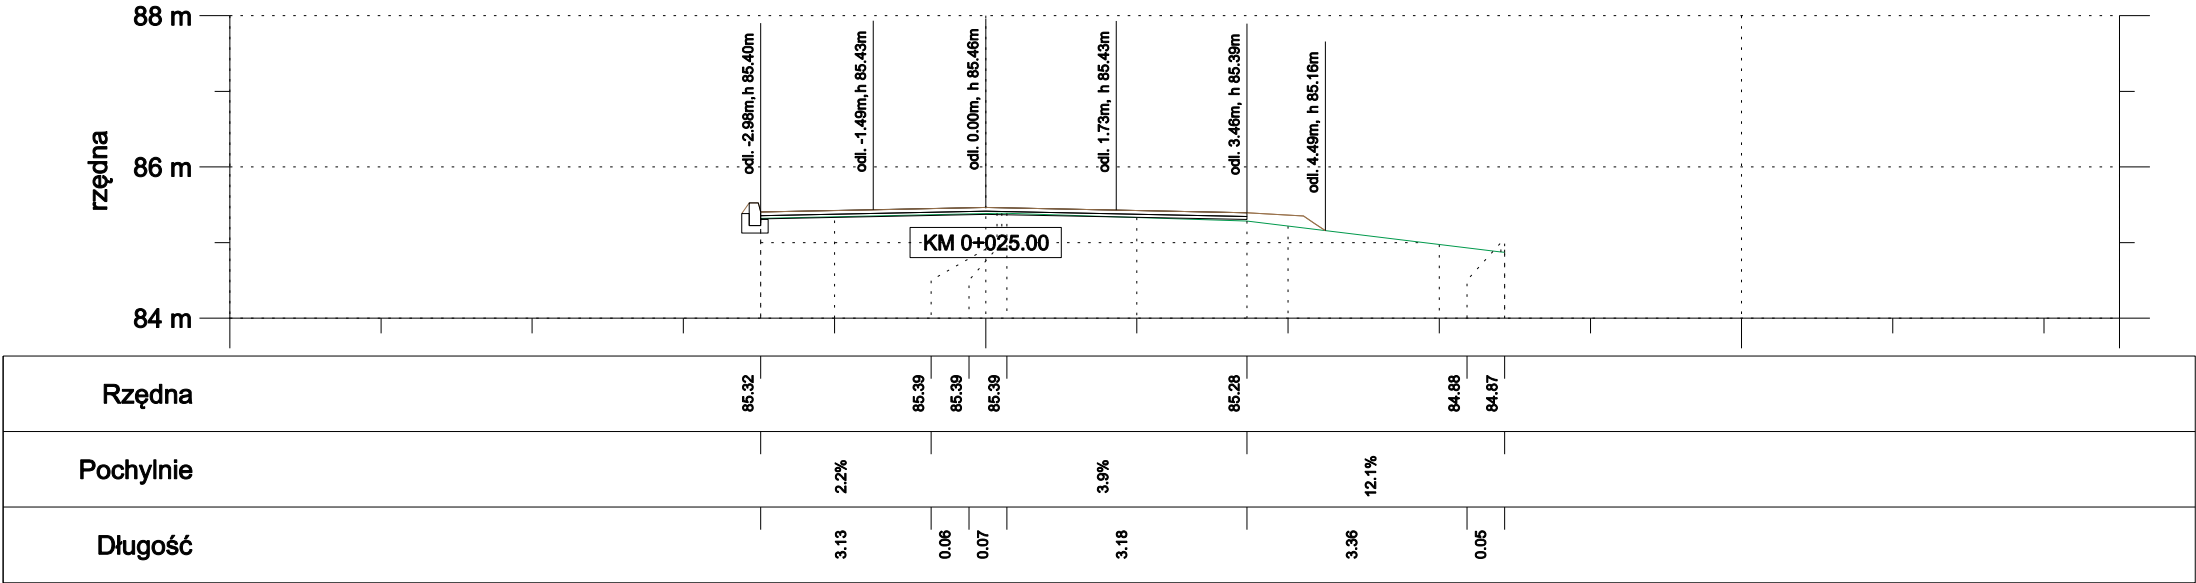 88 m
86 m
84 m
rzędna
odl. -2.98m,h 85.40m
odl. -1.49m,h 85.43m
odl. 0.00m, h 85.46m
odl. 1.73m, h 85.43m
odl. 3.46m, h 85.39m
odl. 4.49m, h 85.16m
KM 0+025.00
Rzędna
85.32
85.39
85.39
85.39
85.28
84.88
84.87
Pochylnie
2.2%
3.9%
12.1%
Długość
3.13
0.06
0.07
3.18
3.36
0.05